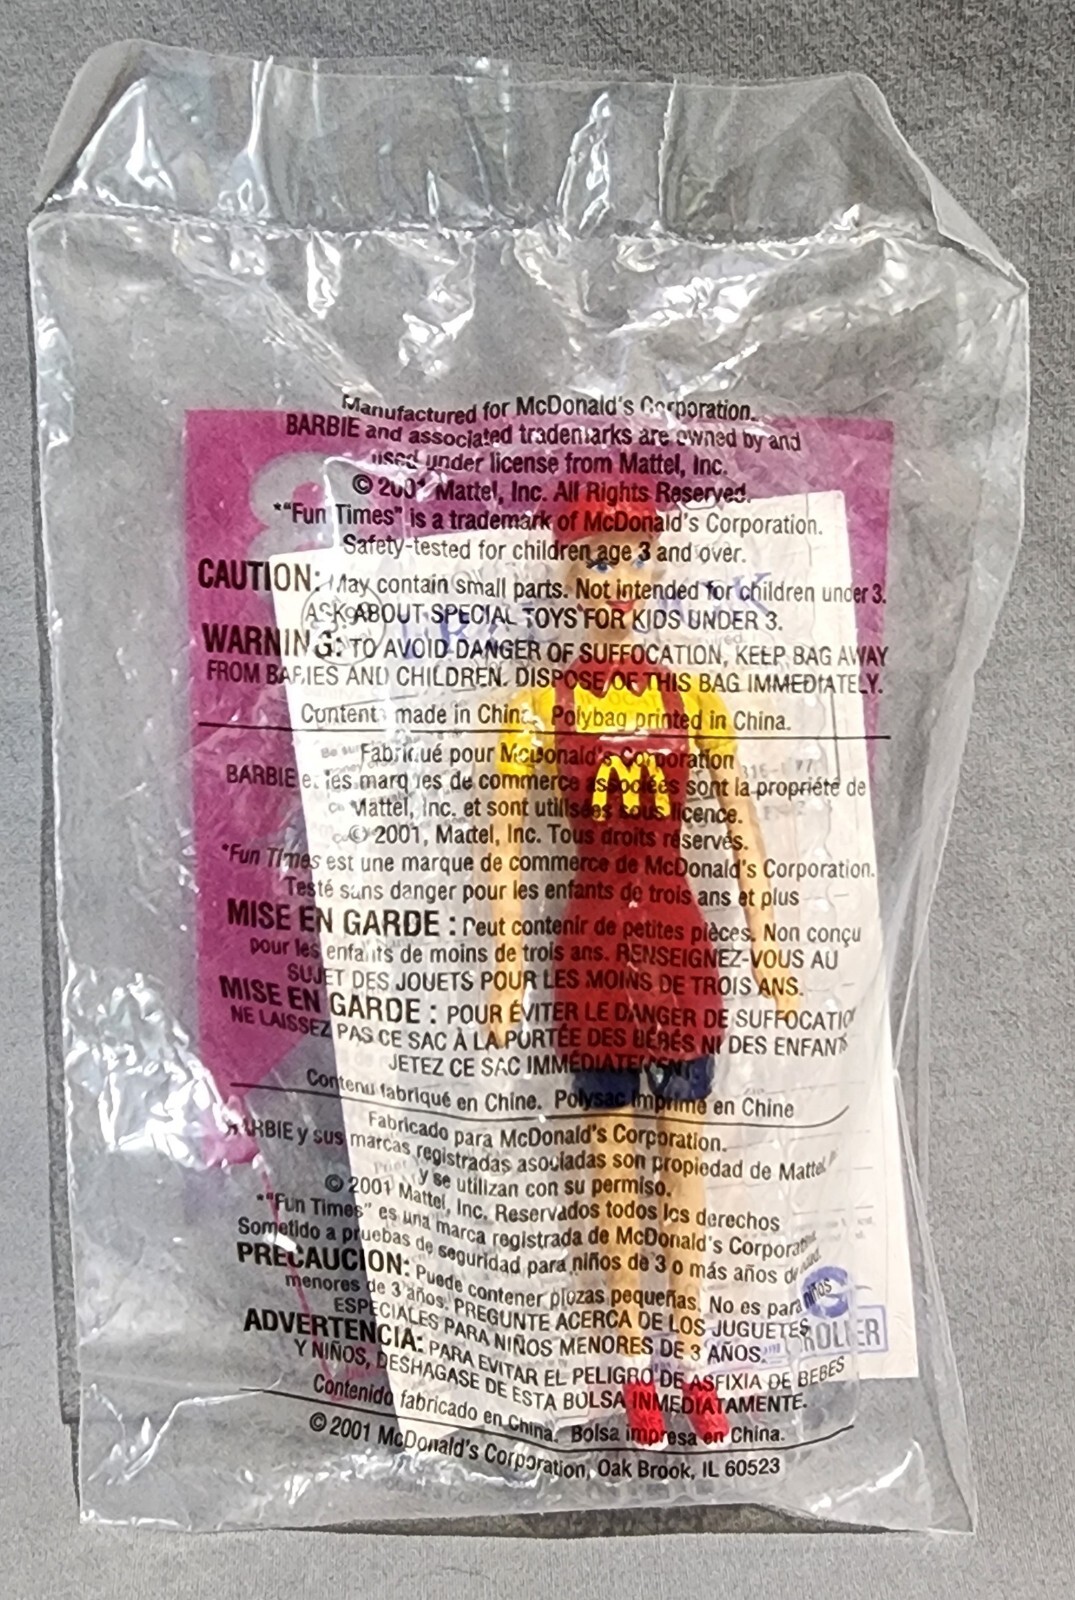 Manufactured for McDonald's Corporation.
BARBIE and associated trademarks are owned by and
used under license from Mattel, Inc.
© 2001 Mattel, Inc. All Rights Reserved.
*"Fun Times" is a trademark of McDonald's Corporation.
Safety-tested for children age 3 and over.
CAUTION: May contain small parts. Not intended for children under 3.
ASK ABOUT SPECIAL TOYS FOR KIDS UNDER 3.
WARNING: TO AVOID DANGER OF SUFFOCATION, KEEP BAG AWAY
FROM BABIES AND CHILDREN. DISPOSE OF THIS BAG IMMEDIATELY.
Contents made in China. Polybag printed in China.
Fabriqué pour McDonald's Corporation
BARBIE et les marques de commerce associées sont la propriété de
Mattel, Inc. et sont utilisées sous licence.
© 2001, Mattel, Inc. Tous droits réservés.
*Fun Times est une marque de commerce de McDonald's Corporation.
Testé sans danger pour les enfants de trois ans et plus
MISE EN GARDE : Peut contenir de petites pièces. Non conçu
pour les enfants de moins de trois ans. RENSEIGNEZ-VOUS AU
SUJET DES JOUETS POUR LES MOINS DE TROIS ANS.
MISE EN GARDE : POUR ÉVITER LE DANGER DE SUFFOCATION
NE LAISSEZ PAS CE SAC À LA PORTÉE DES BÉBÉS NI DES ENFANTS
JETEZ CE SAC IMMÉDIATEMENT.
Contenu fabriqué en Chine. Polysac imprimé en Chine
Fabricado para McDonald's Corporation.
BARBIE y sus marcas registradas asociadas son propiedad de Mattel
y se utilizan con su permiso.
© 2001 Mattel, Inc. Reservados todos los derechos
*"Fun Times" es una marca registrada de McDonald's Corporation.
Sometido a pruebas de seguridad para niños de 3 o más años de edad.
PRECAUCION: Puede contener piezas pequeñas. No es para niños
menores de 3 años. PREGUNTE ACERCA DE LOS JUGUETES
ESPECIALES PARA NIÑOS MENORES DE 3 AÑOS.
ADVERTENCIA: PARA EVITAR EL PELIGRO DE ASFIXIA DE BEBES
Y NIÑOS, DESHAGASE DE ESTA BOLSA INMEDIATAMENTE.
Contenido fabricado en China. Bolsa impresa en China.
© 2001 McDonald's Corporation, Oak Brook, IL 60523